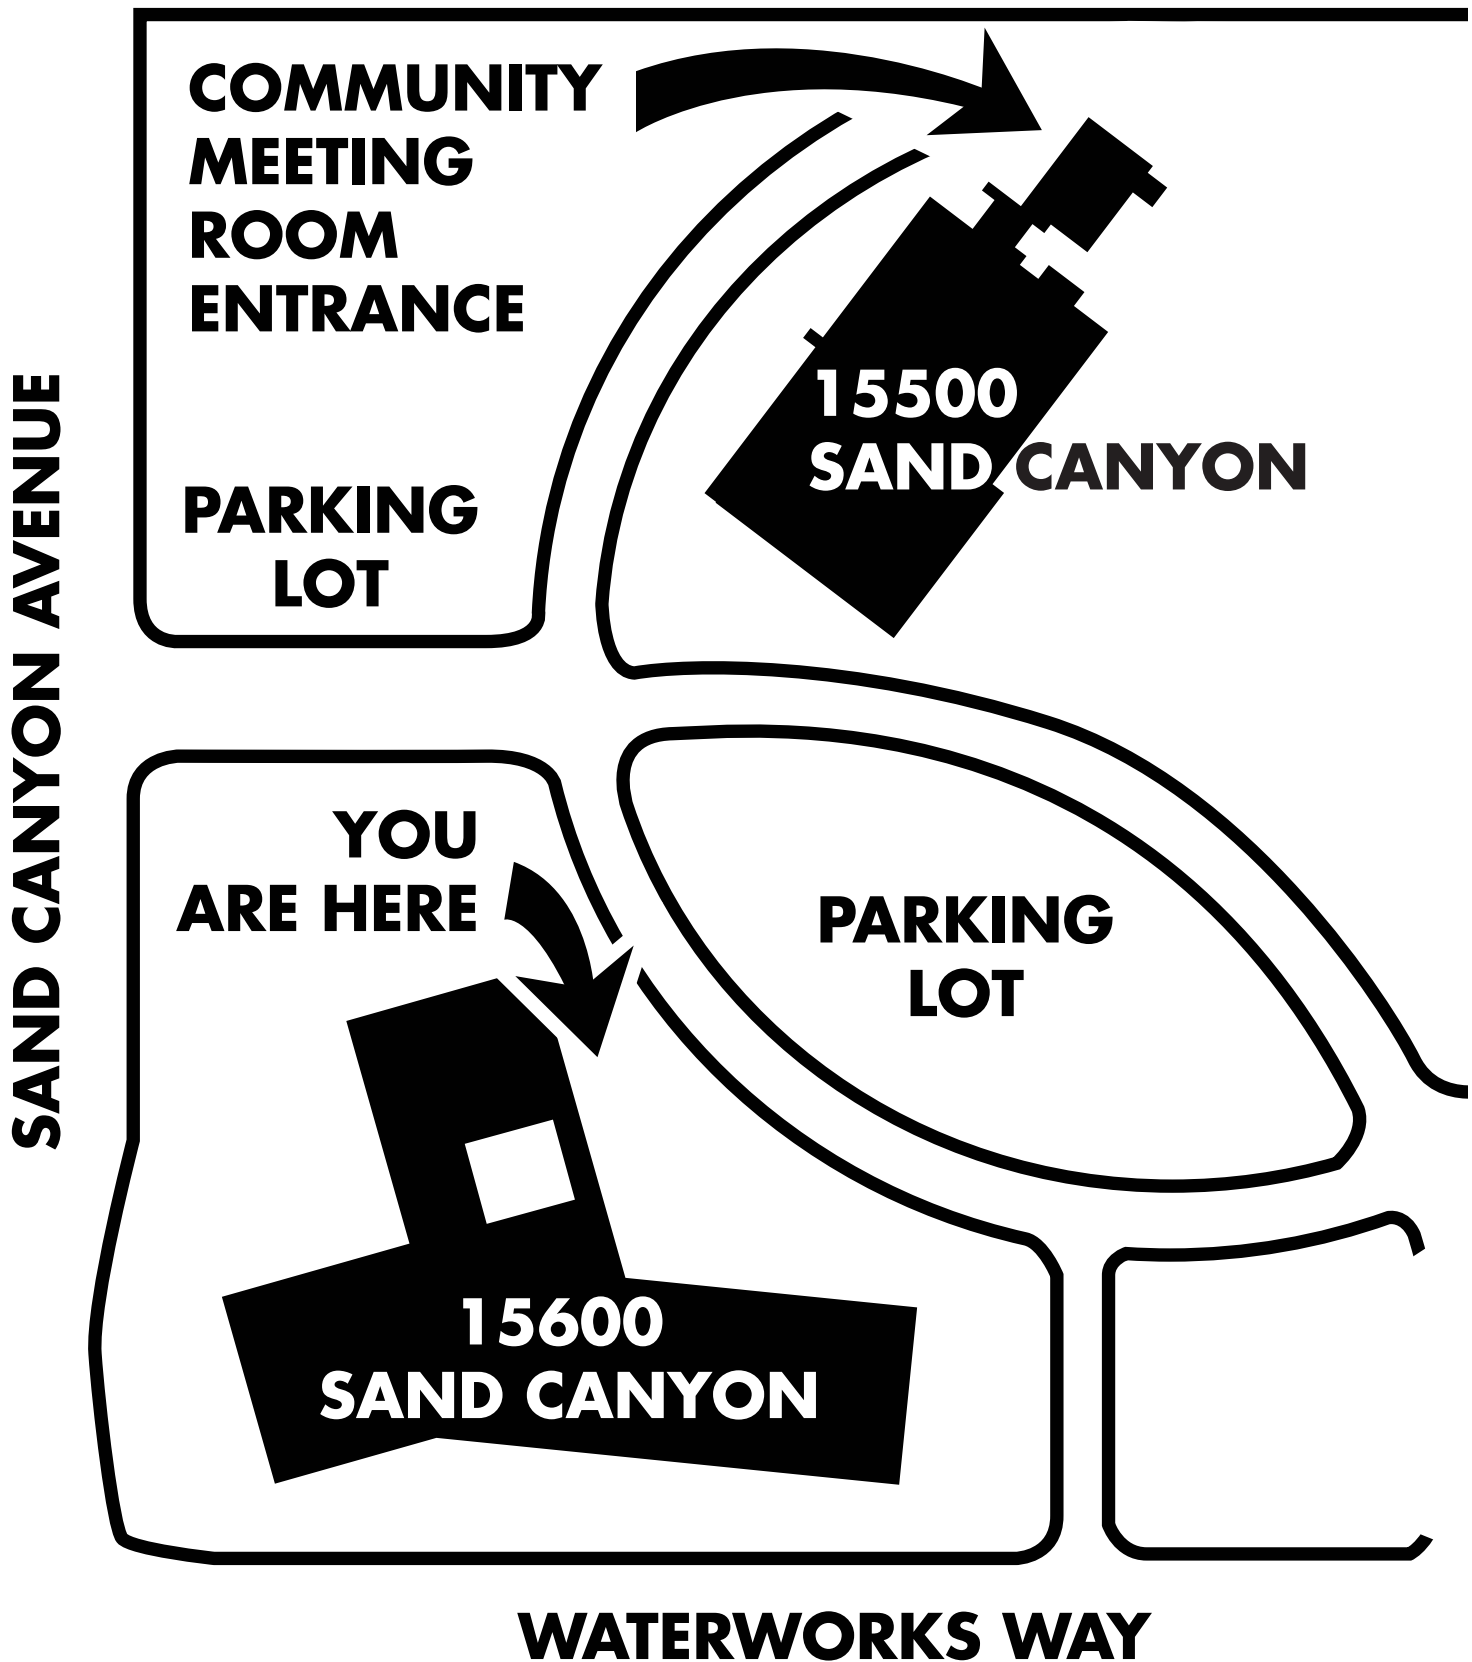 COMMUNITY
MEETING
ROOM
ENTRANCE
15500
SAND CANYON
PARKING
LOT
SAND CANYON AVENUE
YOU
ARE HERE
PARKING
LOT
15600
SAND CANYON
WATERWORKS WAY